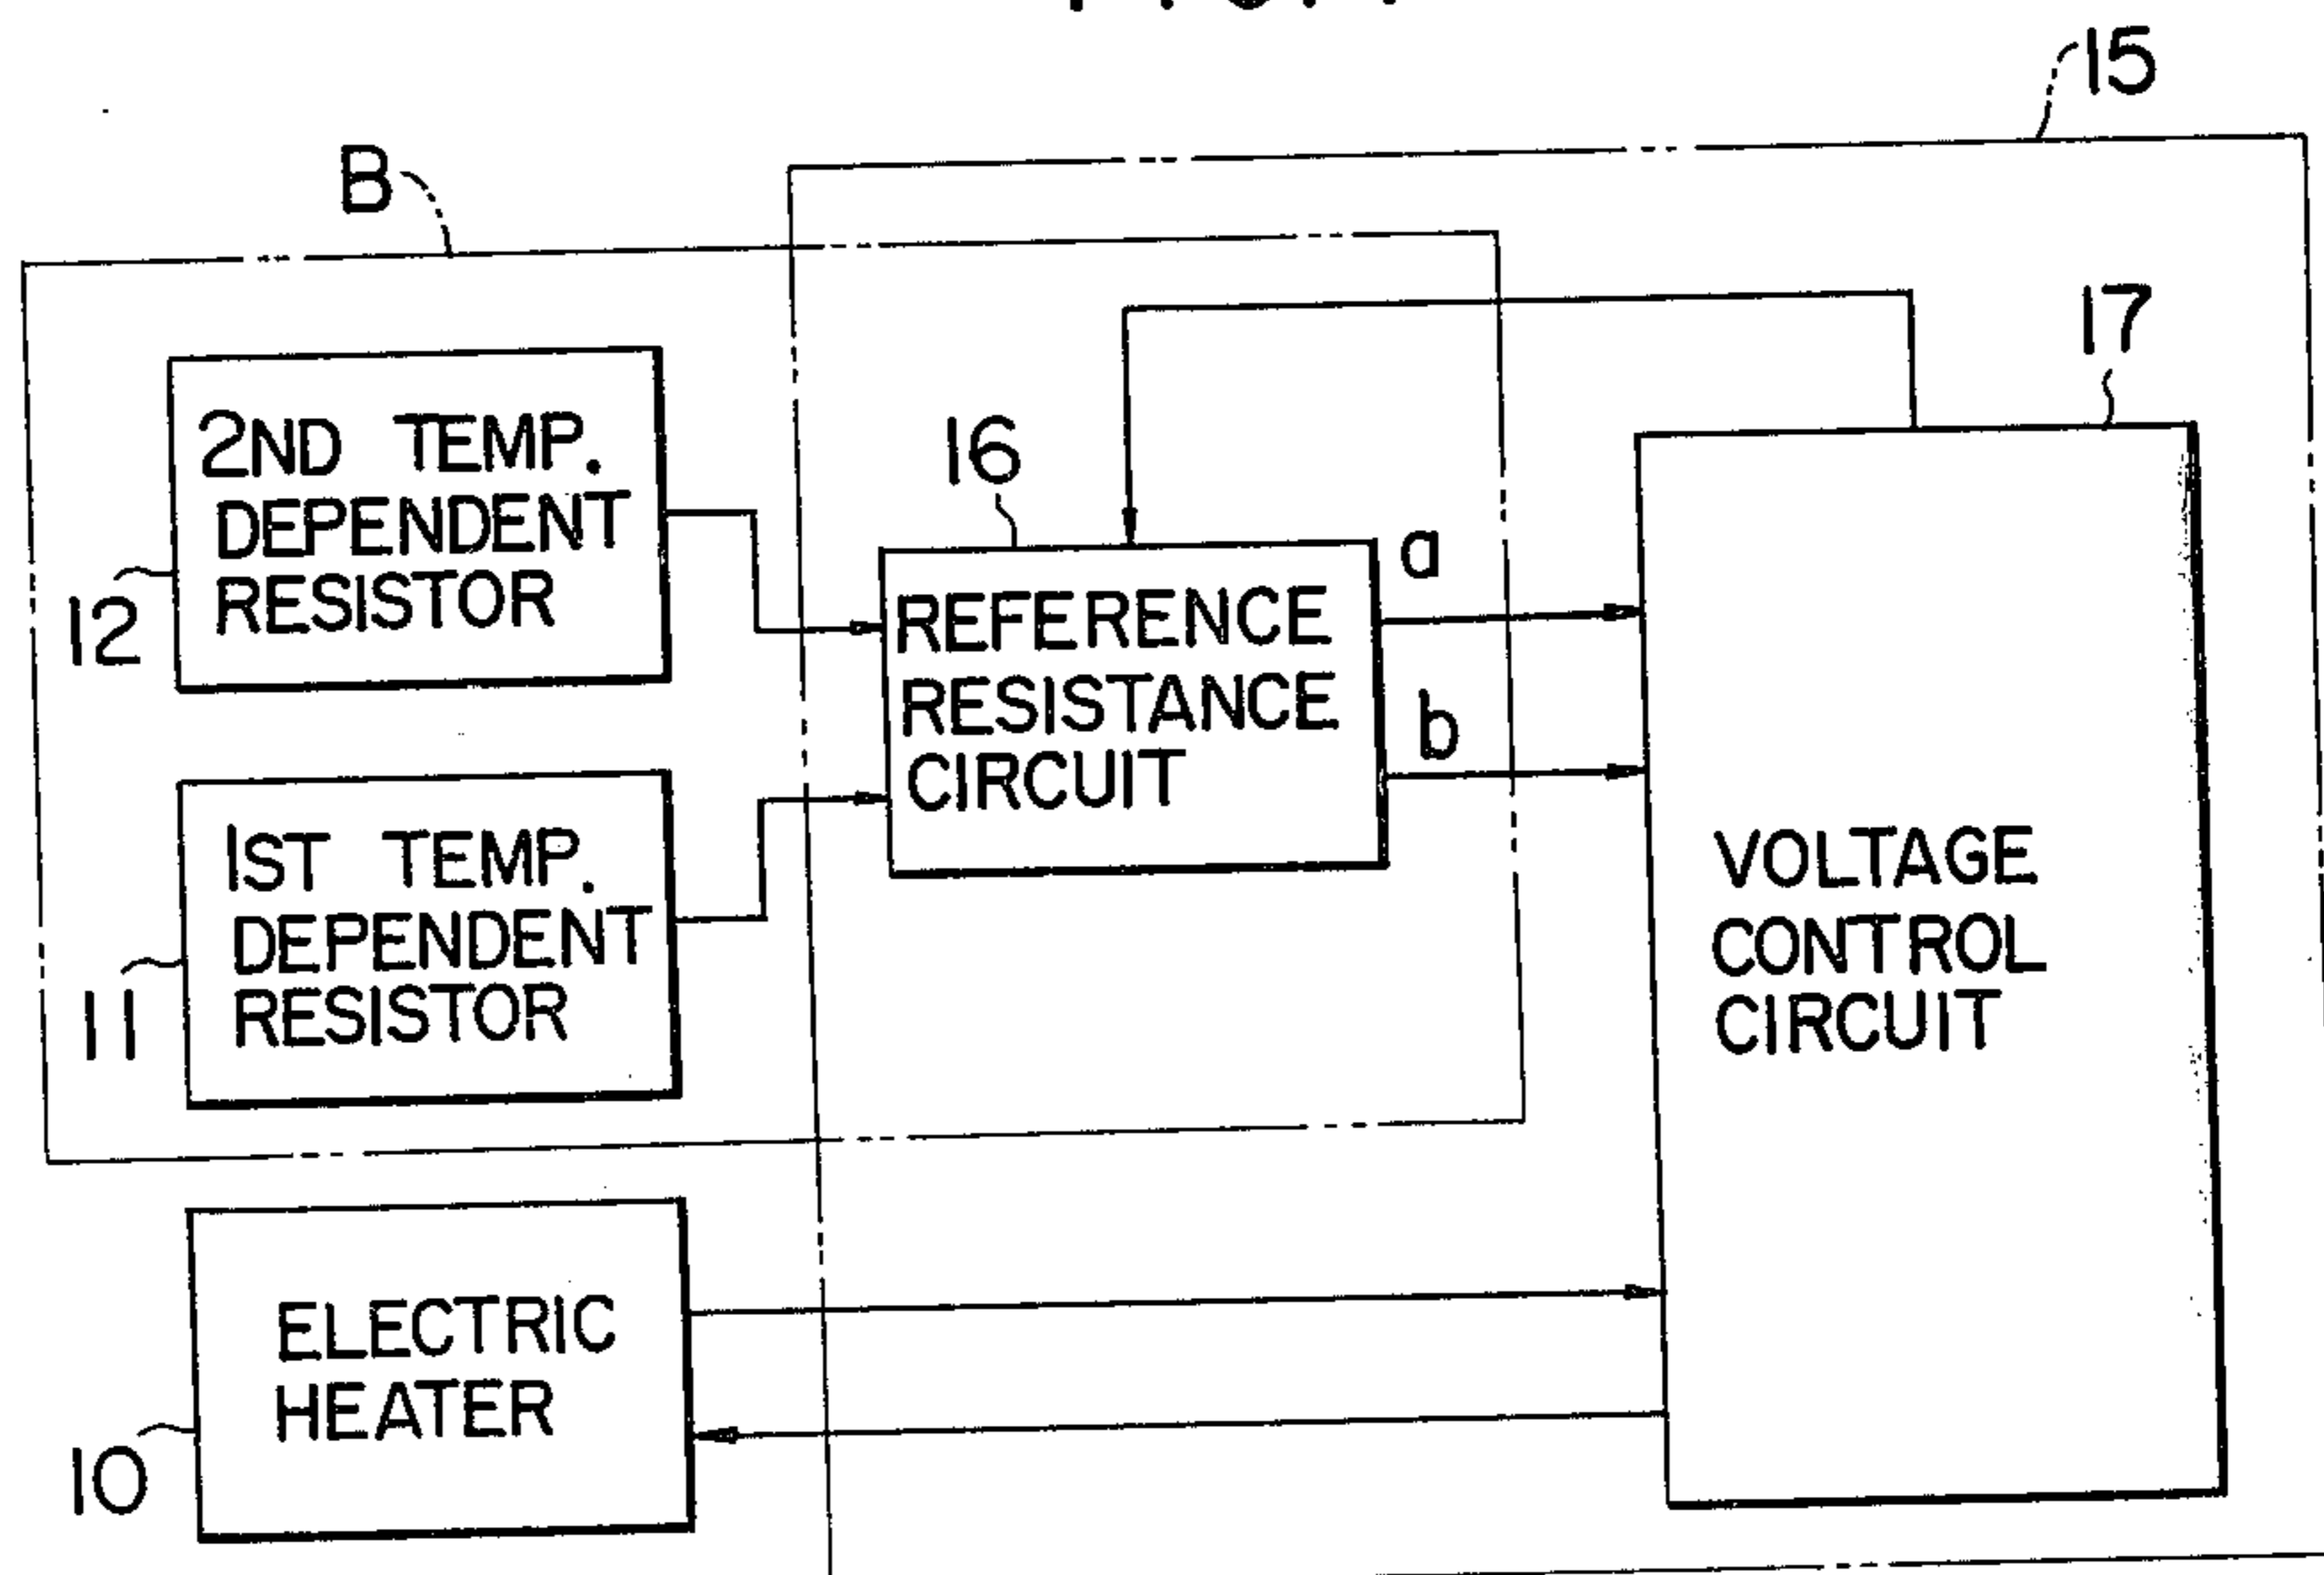 15
B
17
2ND TEMP.
DEPENDENT
RESISTOR
12
16
a
REFERENCE
RESISTANCE
CIRCUIT
b
1ST TEMP.
DEPENDENT
RESISTOR
11
VOLTAGE
CONTROL
CIRCUIT
ELECTRIC
HEATER
10